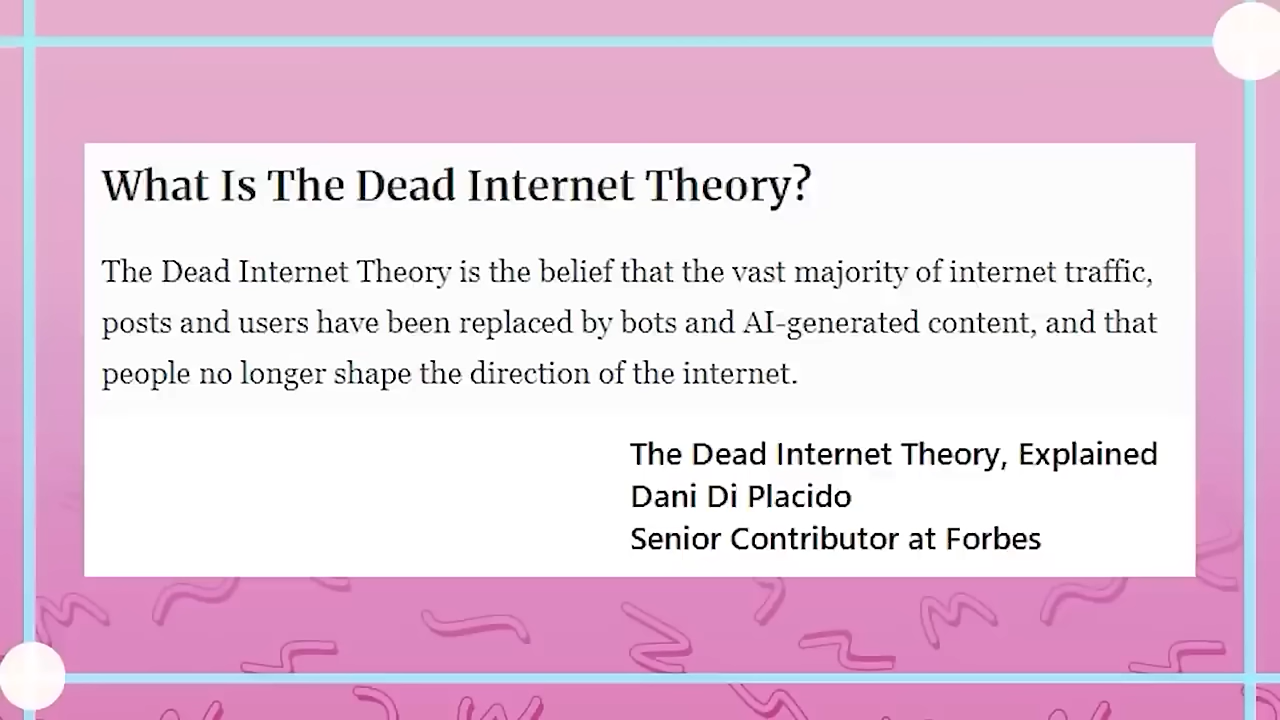 What Is The Dead Internet Theory?
The Dead Internet Theory is the belief that the vast majority of internet traffic,
posts and users have been replaced by bots and AI-generated content, and that
people no longer shape the direction of the internet.
The Dead Internet Theory, Explained
Dani Di Placido
Senior Contributor at Forbes